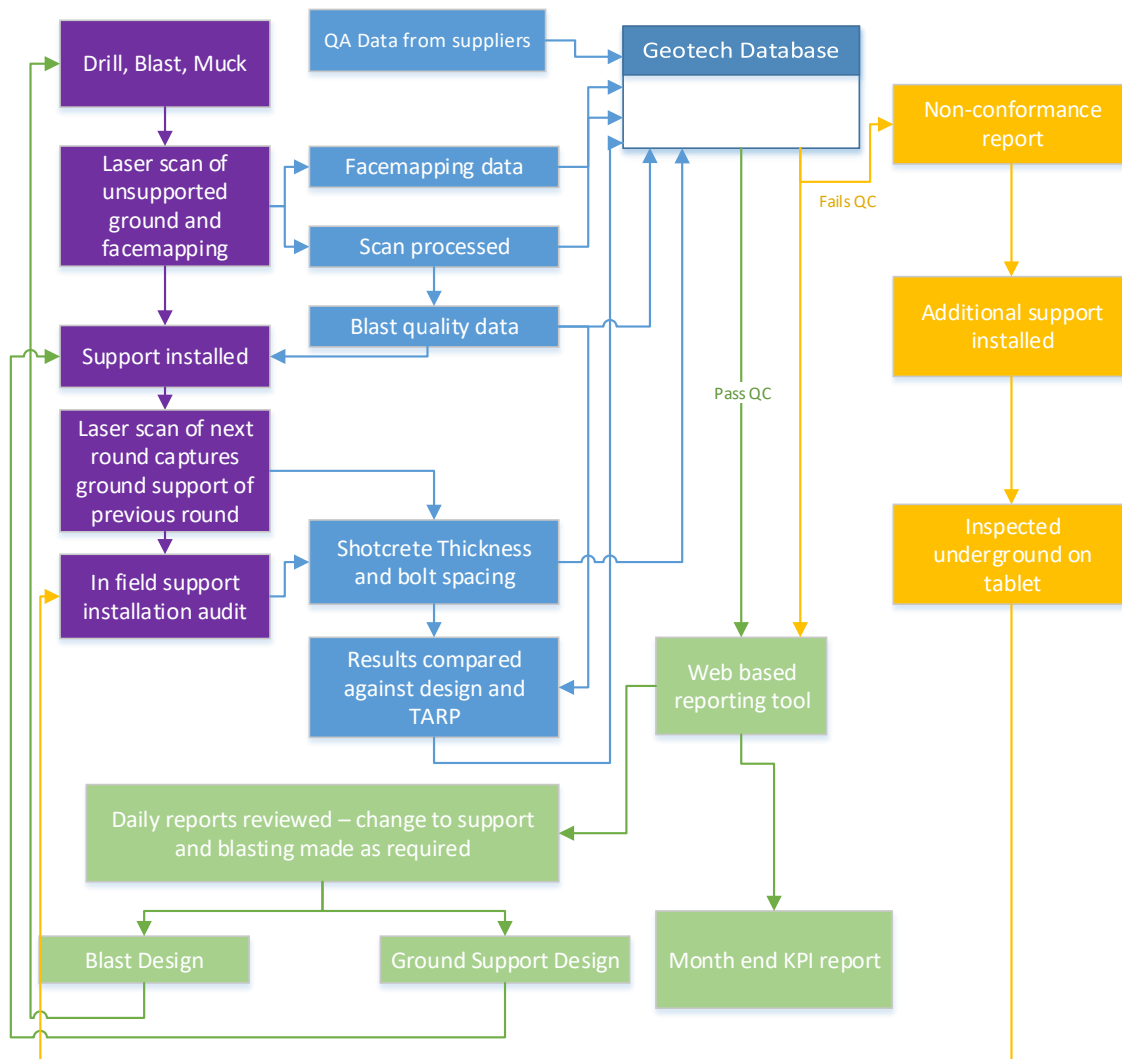 Drill, Blast, Muck
QA Data from suppliers
Geotech Database
Non-conformance
report
Laser scan of
unsupported
ground and
facemapping
Facemapping data
Fails QC
Scan processed
Blast quality data
Additional support
installed
Support installed
Pass QC
Laser scan of next
round captures
ground support of
previous round
Shotcrete Thickness
and bolt spacing
Inspected
underground on
tablet
In field support
installation audit
Results compared
against design and
TARP
Web based
reporting tool
Daily reports reviewed – change to support
and blasting made as required
Blast Design
Ground Support Design
Month end KPI report